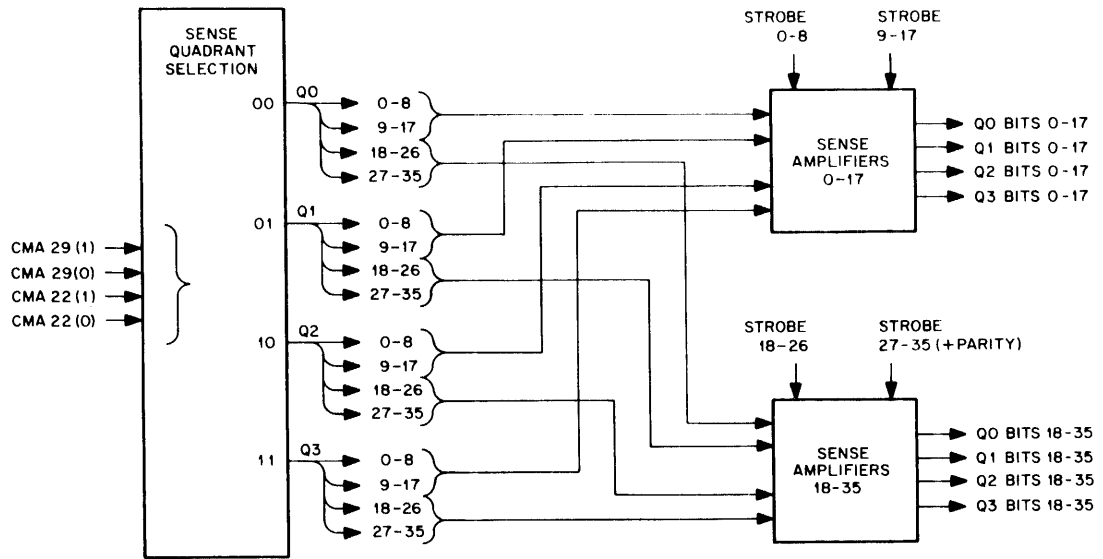 SENSE
QUADRANT
SELECTION
CMA 29 (1)
CMA 29(0)
CMA 22 (1)
CMA 22 (0)
00
Q0
0-8
9-17
18-26
27-35
01
Q1
0-8
9-17
18-26
27-35
10
Q2
0-8
9-17
18-26
27-35
11
Q3
0-8
9-17
18-26
27-35
STROBE
0-8
STROBE
9-17
SENSE
AMPLIFIERS
0-17
Q0 BITS 0-17
Q1 BITS 0-17
Q2 BITS 0-17
Q3 BITS 0-17
STROBE
18-26
STROBE
27-35 (+PARITY)
SENSE
AMPLIFIERS
18-35
Q0 BITS 18-35
Q1 BITS 18-35
Q2 BITS 18-35
Q3 BITS 18-35